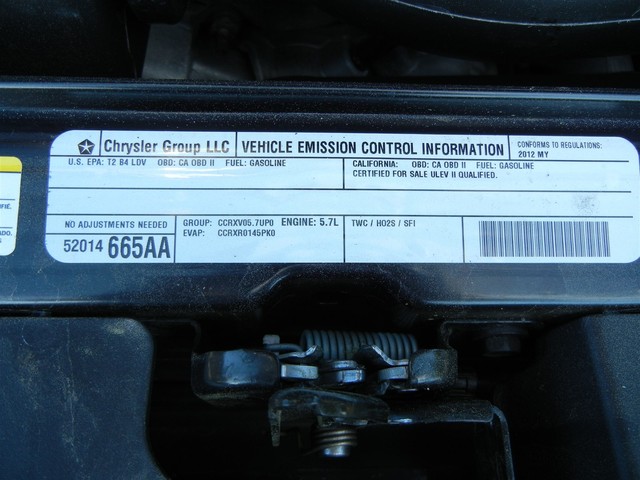 Chrysler Group LLC VEHICLE EMISSION CONTROL INFORMATION CONFORMS TO REGULATIONS:
2012 MY
U.S. EPA: T2 B4 LDV OBD: CA OBD II FUEL: GASOLINE
CALIFORNIA: OBD: CA OBD II FUEL: GASOLINE
CERTIFIED FOR SALE ULEV II QUALIFIED.
NO ADJUSTMENTS NEEDED
52014 665AA
GROUP: CCRXV05.7UP0 ENGINE: 5.7L
EVAP: CCRXR0145PK0
TWC / HO2S / SFI